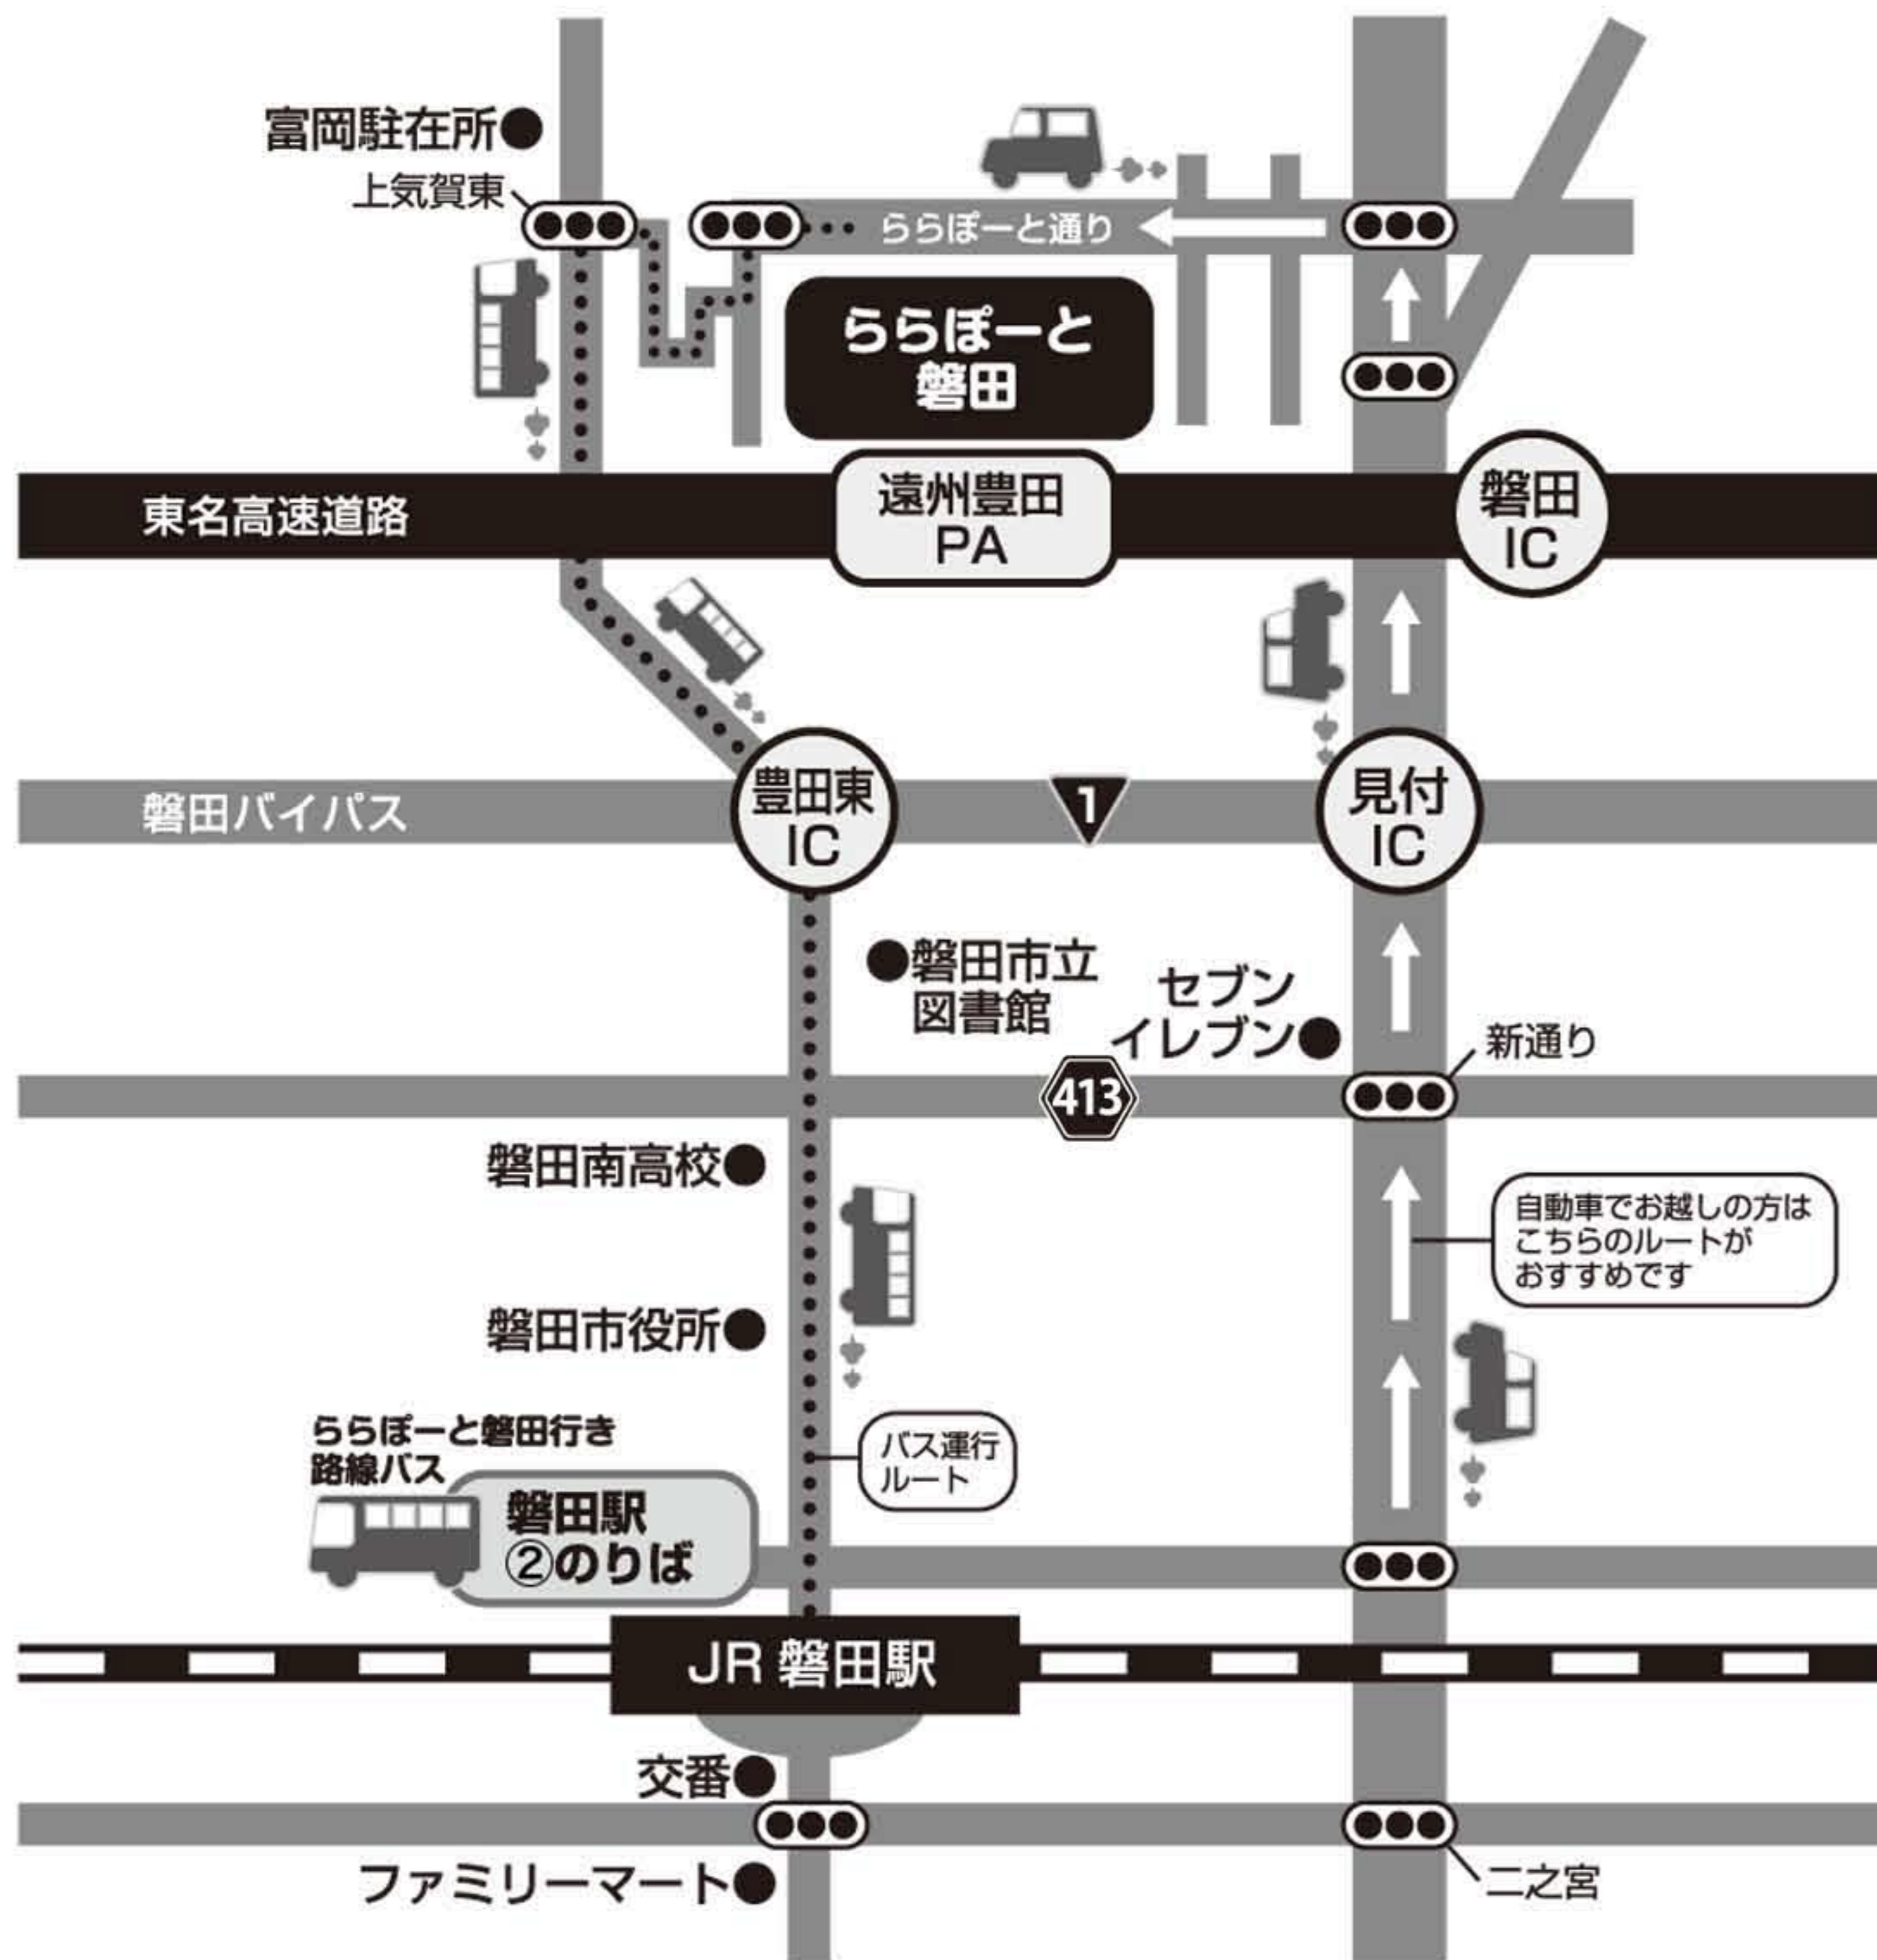 富岡駐在所
上気賀東
ららぽーと通り
ららぽーと
磐田
東名高速道路
遠州豊田
PA
磐田
IC
磐田バイパス
豊田東
IC
1
見付
IC
磐田市立
図書館
セブン
イレブン
新通り
413
磐田南高校
自動車でお越しの方は
こちらのルートが
おすすめです
磐田市役所
ららぽーと磐田行き
路線バス
バス運行
ルート
磐田駅
②のりば
JR 磐田駅
交番
ファミリーマート
二之宮